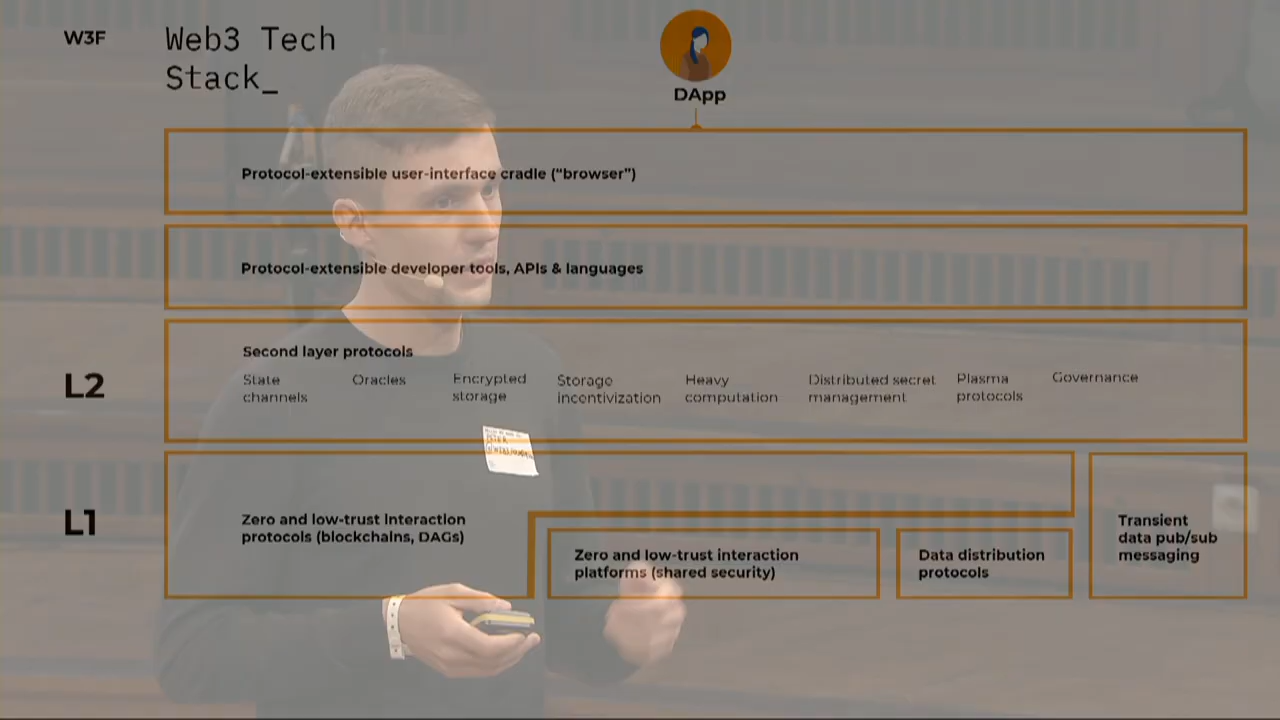 W3F
Web3 Tech
Stack_
DApp
Protocol-extensible user-interface cradle (“browser”)
Protocol-extensible developer tools, APIs & languages
L2
Second layer protocols
State
channels
Oracles
Encrypted
storage
Storage
incentivization
Heavy
computation
Distributed secret
management
Plasma
protocols
Governance
L1
Zero and low-trust interaction
protocols (blockchains, DAGs)
Zero and low-trust interaction
platforms (shared security)
Data distribution
protocols
Transient
data pub/sub
messaging